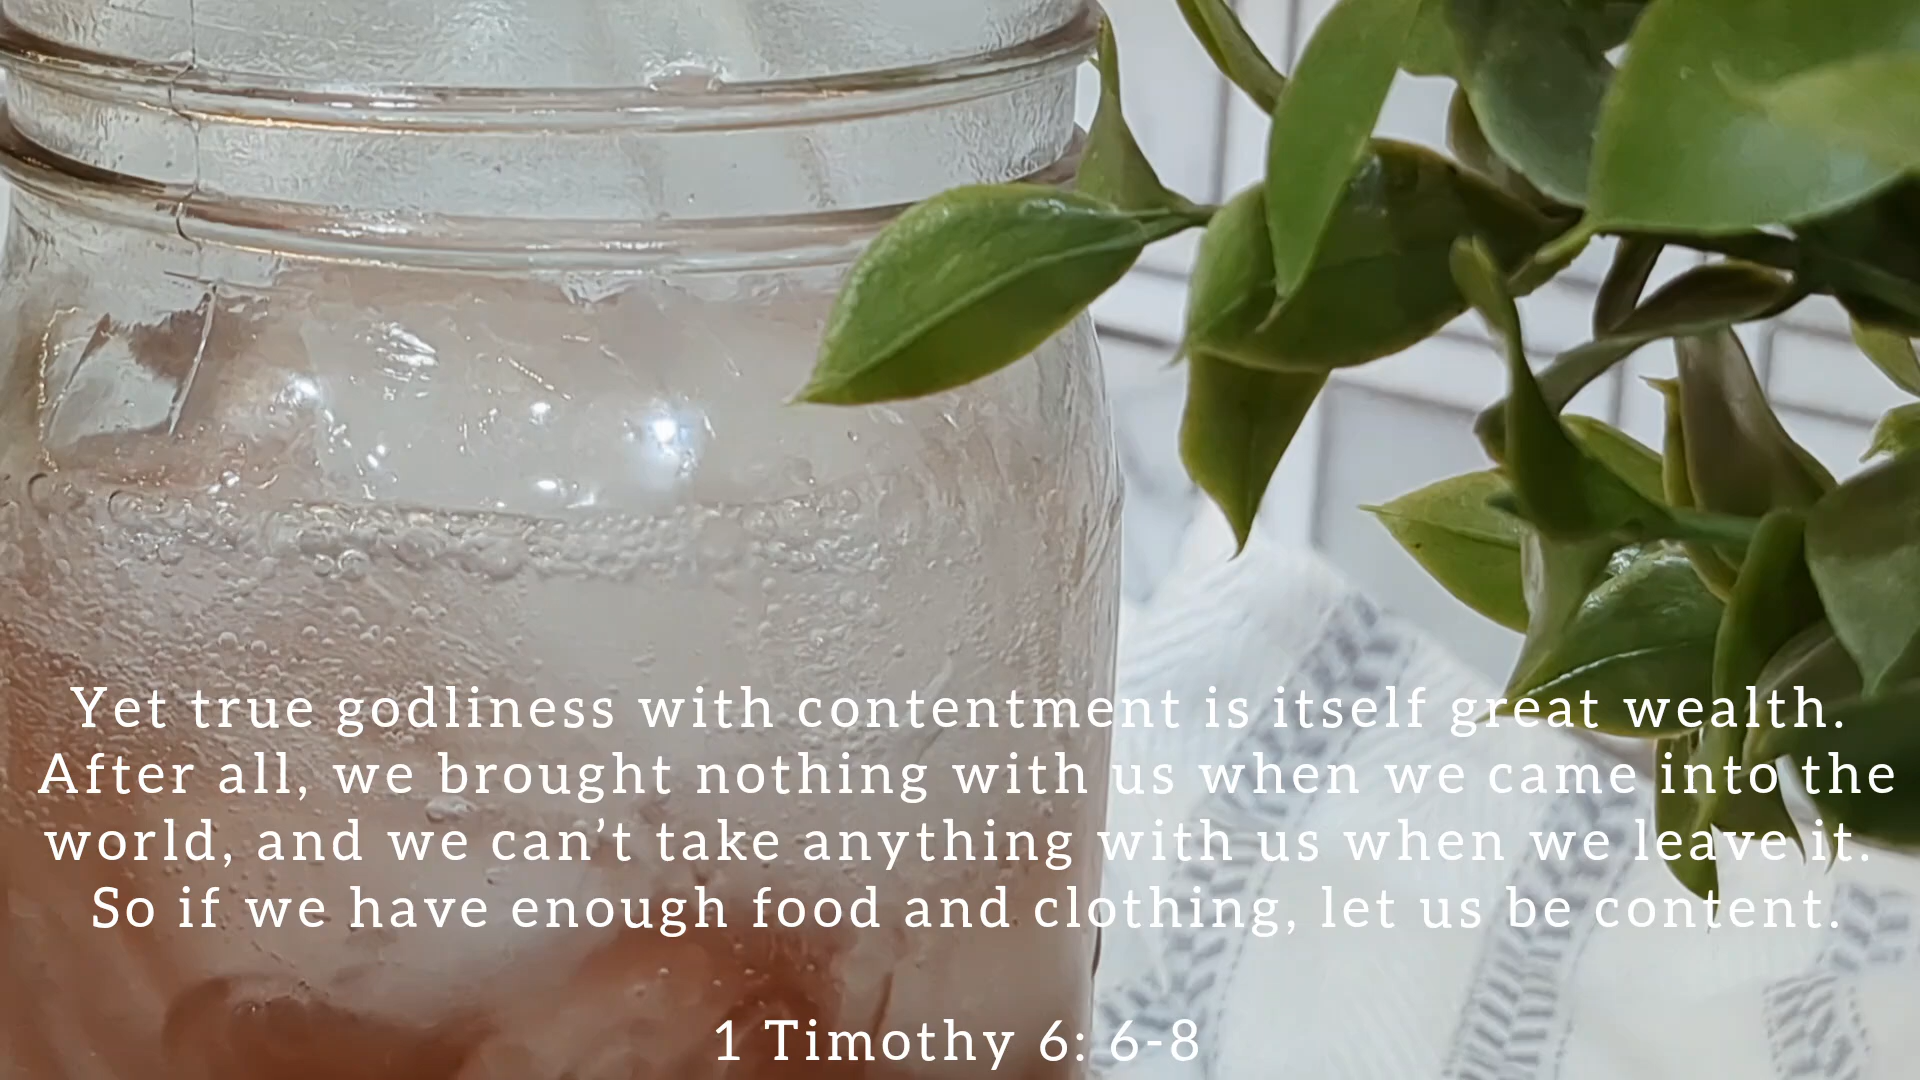 Yet true godliness with contentment is itself great wealth.
After all, we brought nothing with us when we came into the
world, and we can’t take anything with us when we leave it.
So if we have enough food and clothing, let us be content.
1 Timothy 6: 6-8